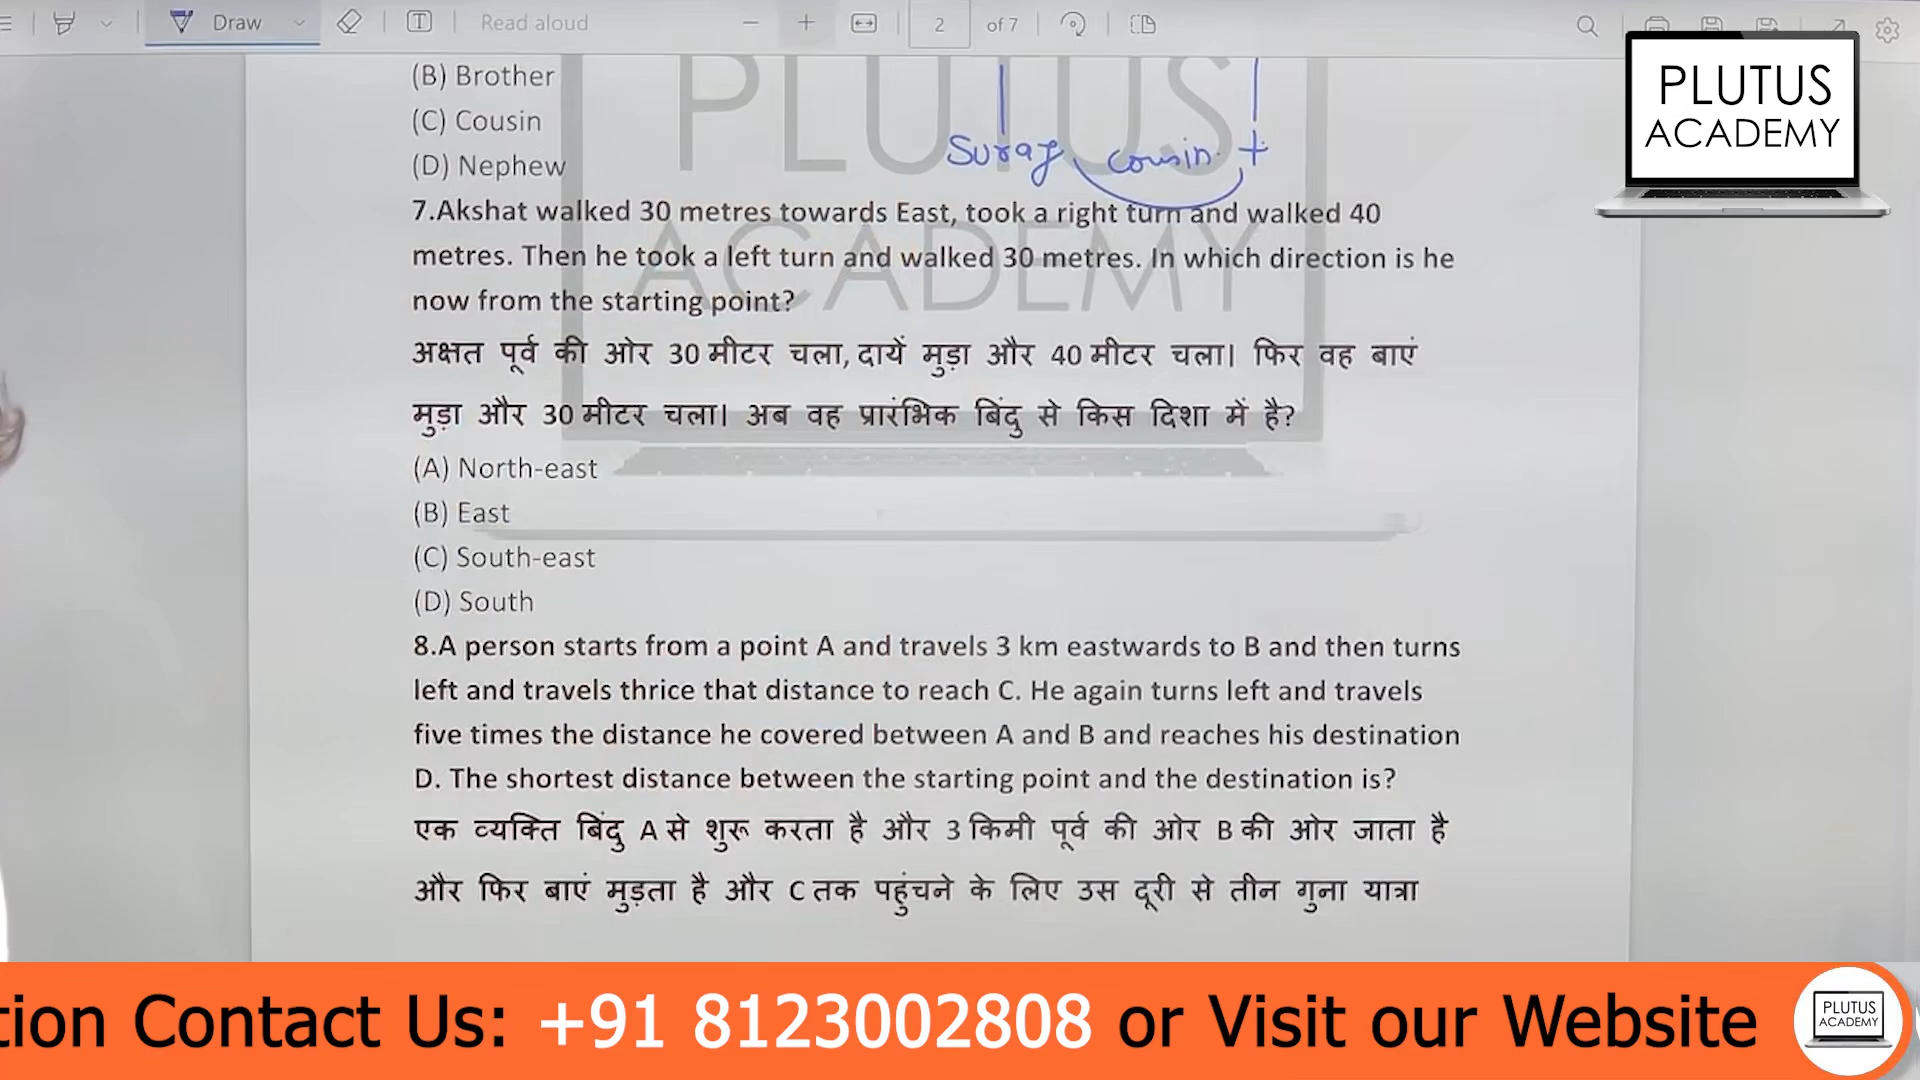 Draw
Read aloud
2
of 7
PLUTUS
ACADEMY
(B) Brother
(C) Cousin
(D) Nephew
Suraj cousin +
PLUTUS
ACADEMY
7.Akshat walked 30 metres towards East, took a right turn and walked 40
metres. Then he took a left turn and walked 30 metres. In which direction is he
now from the starting point?
अक्षत पूर्व की ओर 30 मीटर चला, दायें मुड़ा और 40 मीटर चला। फिर वह बाएं
मुड़ा और 30 मीटर चला। अब वह प्रारंभिक बिंदु से किस दिशा में है?
(A) North-east
(B) East
(C) South-east
(D) South
8.A person starts from a point A and travels 3 km eastwards to B and then turns
left and travels thrice that distance to reach C. He again turns left and travels
five times the distance he covered between A and B and reaches his destination
D. The shortest distance between the starting point and the destination is?
एक व्यक्ति बिंदु A से शुरू करता है और 3 किमी पूर्व की ओर B की ओर जाता है
और फिर बाएं मुड़ता है और C तक पहुंचने के लिए उस दूरी से तीन गुना यात्रा
tion Contact Us: +91 8123002808 or Visit our Website
PLUTUS
ACADEMY